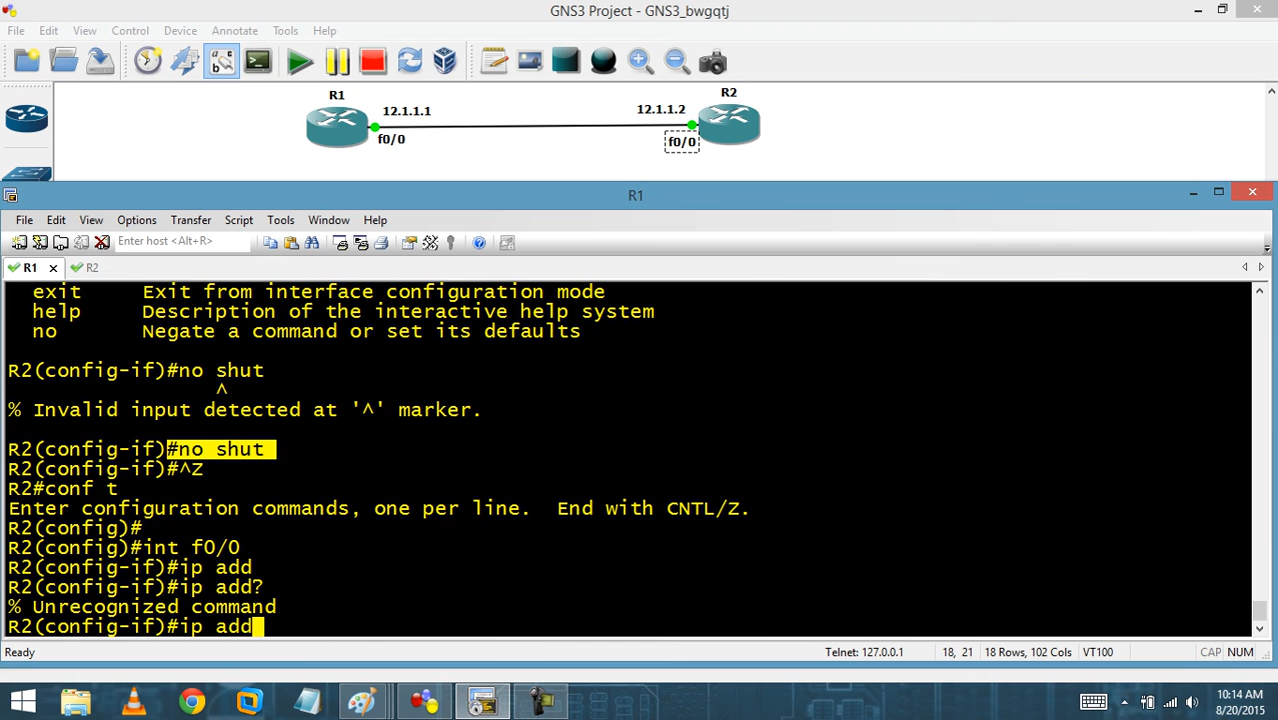 GNS3 Project - GNS3_bwgqtj
File Edit View Control Device Annotate Tools Help
R1
R2
12.1.1.1
12.1.1.2
f0/0
f0/0
R1
File Edit View Options Transfer Script Tools Window Help
Enter host <Alt+R>
R1 R2
exit Exit from interface configuration mode
help Description of the interactive help system
no Negate a command or set its defaults
R2(config-if)#no shut
^
% Invalid input detected at '^' marker.
R2(config-if)#no shut
R2(config-if)#^Z
R2#conf t
Enter configuration commands, one per line. End with CNTL/Z.
R2(config)#
R2(config)#int f0/0
R2(config-if)#ip add
R2(config-if)#ip add?
% Unrecognized command
R2(config-if)#ip add
Ready Telnet: 127.0.0.1 18, 21 18 Rows, 102 Cols VT100 CAP NUM
10:14 AM
8/20/2015